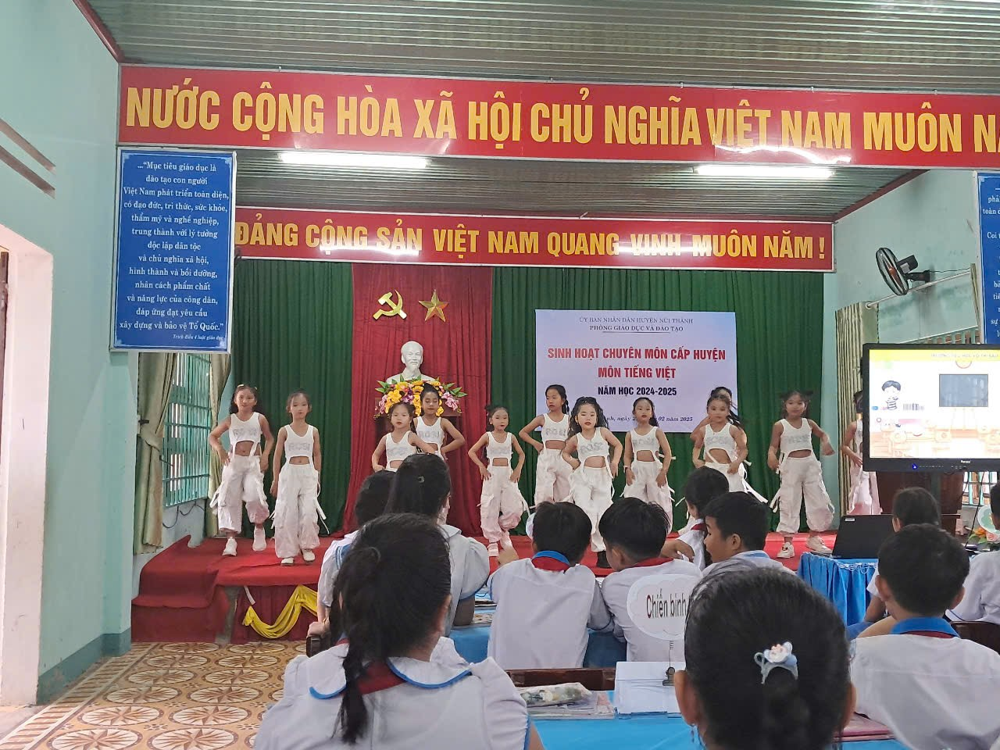 NƯỚC CỘNG HÒA XÃ HỘI CHỦ NGHĨA VIỆT NAM MUÔN N
..."Mục tiêu giáo dục là
đào tạo con người
Việt Nam phát triển toàn diện,
có đạo đức, tri thức, sức khỏe,
thẩm mỹ và nghề nghiệp,
trung thành với lý tưởng
độc lập dân tộc
và chủ nghĩa xã hội,
hình thành và bồi dưỡng,
nhân cách phẩm chất
và năng lực của công dân,
đáp ứng đạt yêu cầu
xây dựng và bảo vệ Tổ Quốc."
Trích điều 4 luật giáo dục
ĐẢNG CỘNG SẢN VIỆT NAM QUANG VINH MUÔN NĂM !
ỦY BAN NHÂN DÂN HUYỆN NÚI THÀNH
PHÒNG GIÁO DỤC VÀ ĐÀO TẠO
SINH HOẠT CHUYÊN MÔN CẤP HUYỆN
MÔN TIẾNG VIỆT
NĂM HỌC 2024-2025
ngày 02 năm 2025
Chiến binh